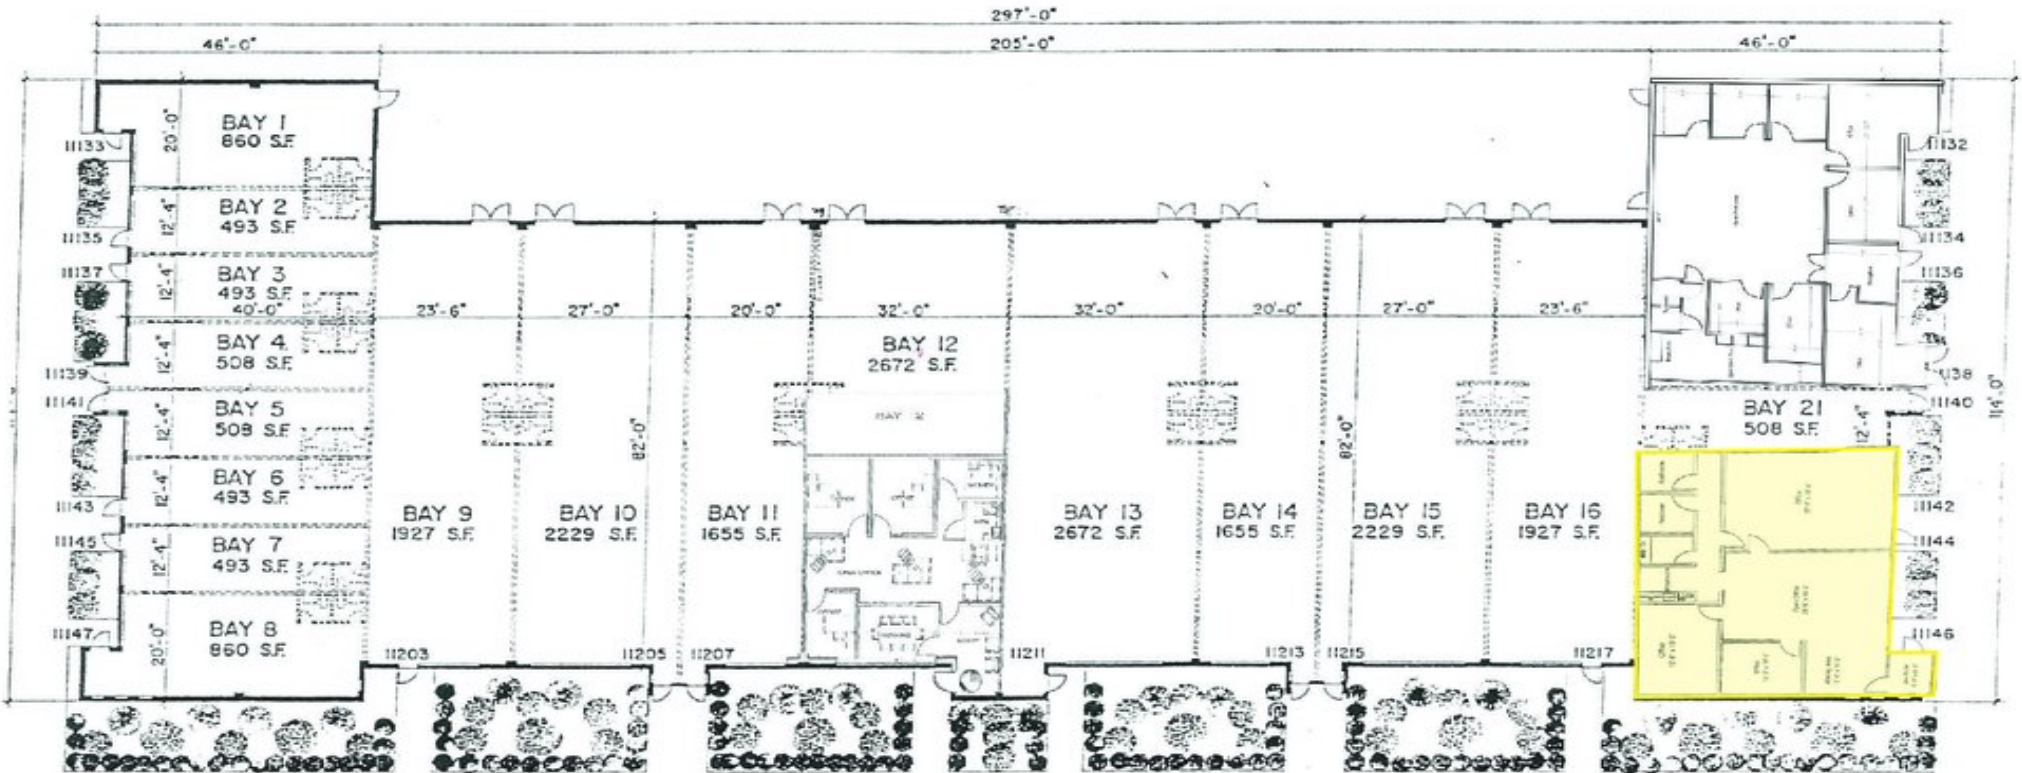 297'-0"
46'-0"
205'-0"
46'-0"
BAY 1
860 S.F.
20'-0"
11133
BAY 2
493 S.F.
12'-4"
11135
11137
BAY 3
493 S.F.
12'-4"
40'-0"
BAY 4
508 S.F.
12'-4"
11139
11141
BAY 5
508 S.F.
12'-4"
BAY 6
493 S.F.
12'-4"
11143
11145
BAY 7
493 S.F.
12'-4"
BAY 8
860 S.F.
20'-0"
11147
23'-6"
27'-0"
20'-0"
32'-0"
32'-0"
20'-0"
27'-0"
23'-6"
82'-0"
82'-0"
BAY 9
1927 S.F.
BAY 10
2229 S.F.
BAY 11
1655 S.F.
BAY 12
2672 S.F.
BAY 13
2672 S.F.
BAY 14
1655 S.F.
BAY 15
2229 S.F.
BAY 16
1927 S.F.
OPEN OFFICE
11203
11205
11207
11211
11213
11215
11217
11132
11134
11136
1138
11140
BAY 21
508 S.F.
12'-4"
114'-0"
11142
11144
11146